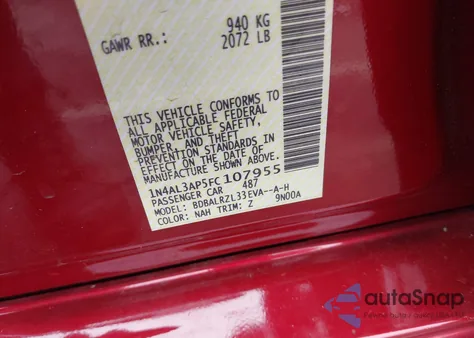 940 KG
GAWR RR.: 2072 LB
THIS VEHICLE CONFORMS TO
ALL APPLICABLE FEDERAL
MOTOR VEHICLE SAFETY,
BUMPER, AND THEFT
PREVENTION STANDARDS IN
EFFECT ON THE DATE OF
MANUFACTURE SHOWN ABOVE.
1N4AL3AP5FC107955
PASSENGER CAR 487
MODEL: BDBALRZL33EVA--A-H
COLOR: NAH TRIM: Z 9N00A
autoSnap